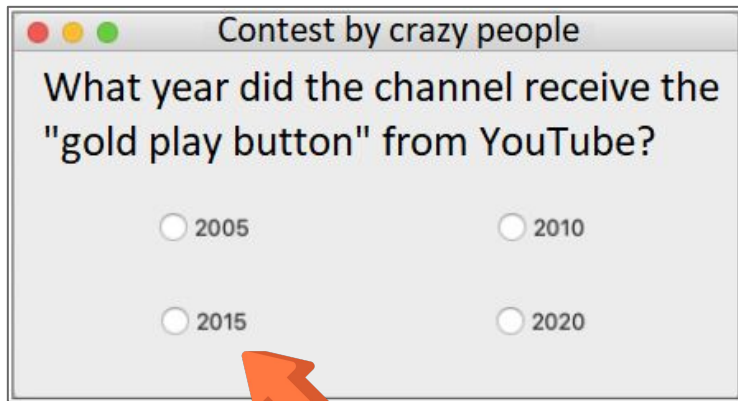 Contest by crazy people
What year did the channel receive the
"gold play button" from YouTube?
2005 2010
2015 2020